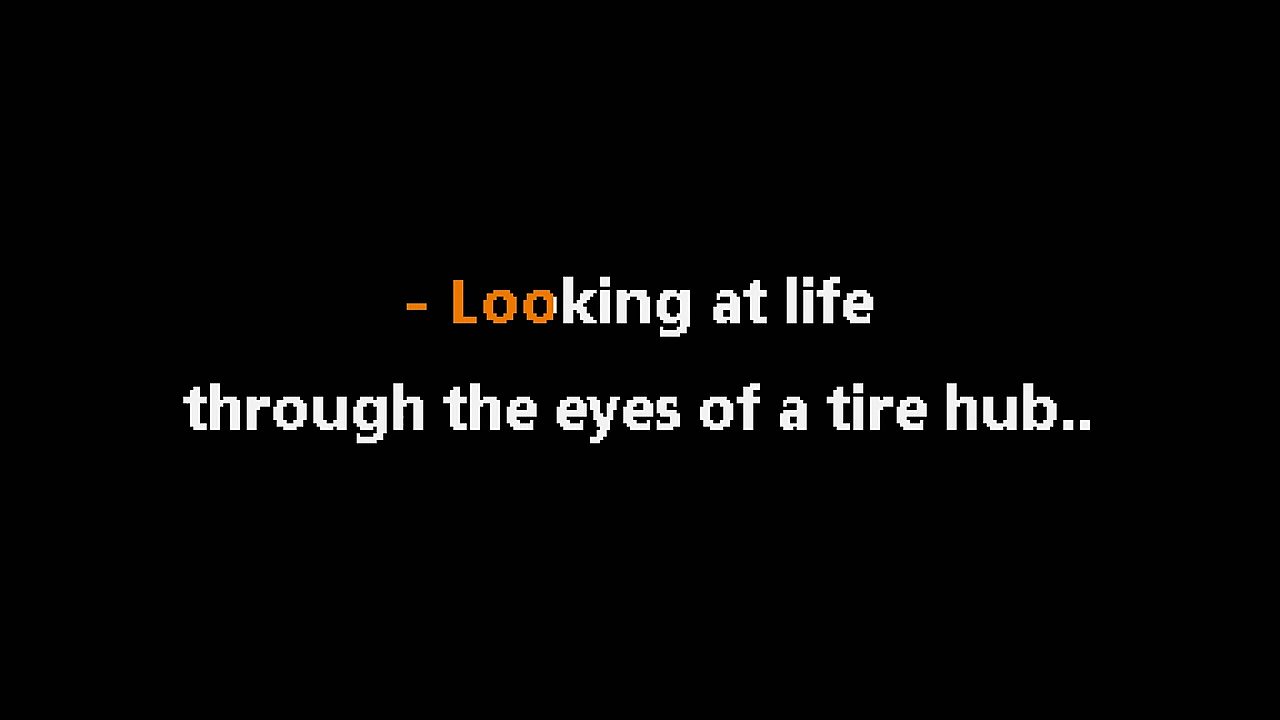 - Looking at life
through the eyes of a tire hub..